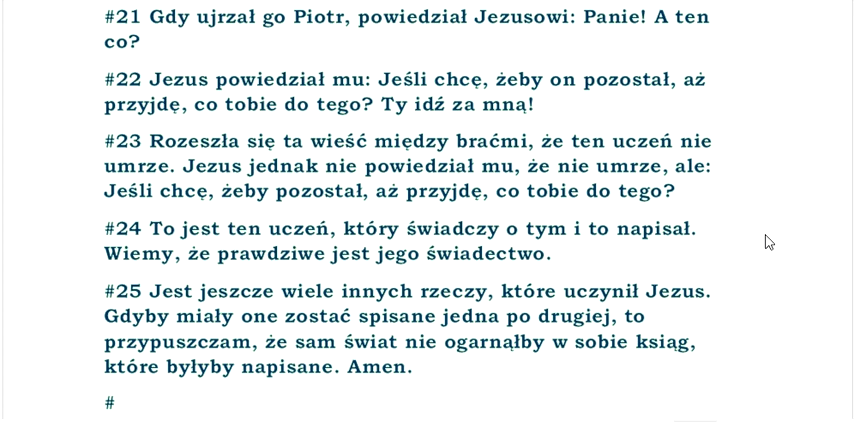 #21 Gdy ujrzał go Piotr, powiedział Jezusowi: Panie! A ten
co?
#22 Jezus powiedział mu: Jeśli chcę, żeby on pozostał, aż
przyjdę, co tobie do tego? Ty idź za mną!
#23 Rozeszła się ta wieść między braćmi, że ten uczeń nie
umrze. Jezus jednak nie powiedział mu, że nie umrze, ale:
Jeśli chcę, żeby pozostał, aż przyjdę, co tobie do tego?
#24 To jest ten uczeń, który świadczy o tym i to napisał.
Wiemy, że prawdziwe jest jego świadectwo.
#25 Jest jeszcze wiele innych rzeczy, które uczynił Jezus.
Gdyby miały one zostać spisane jedna po drugiej, to
przypuszczam, że sam świat nie ogarnąłby w sobie ksiąg,
które byłyby napisane. Amen.
#